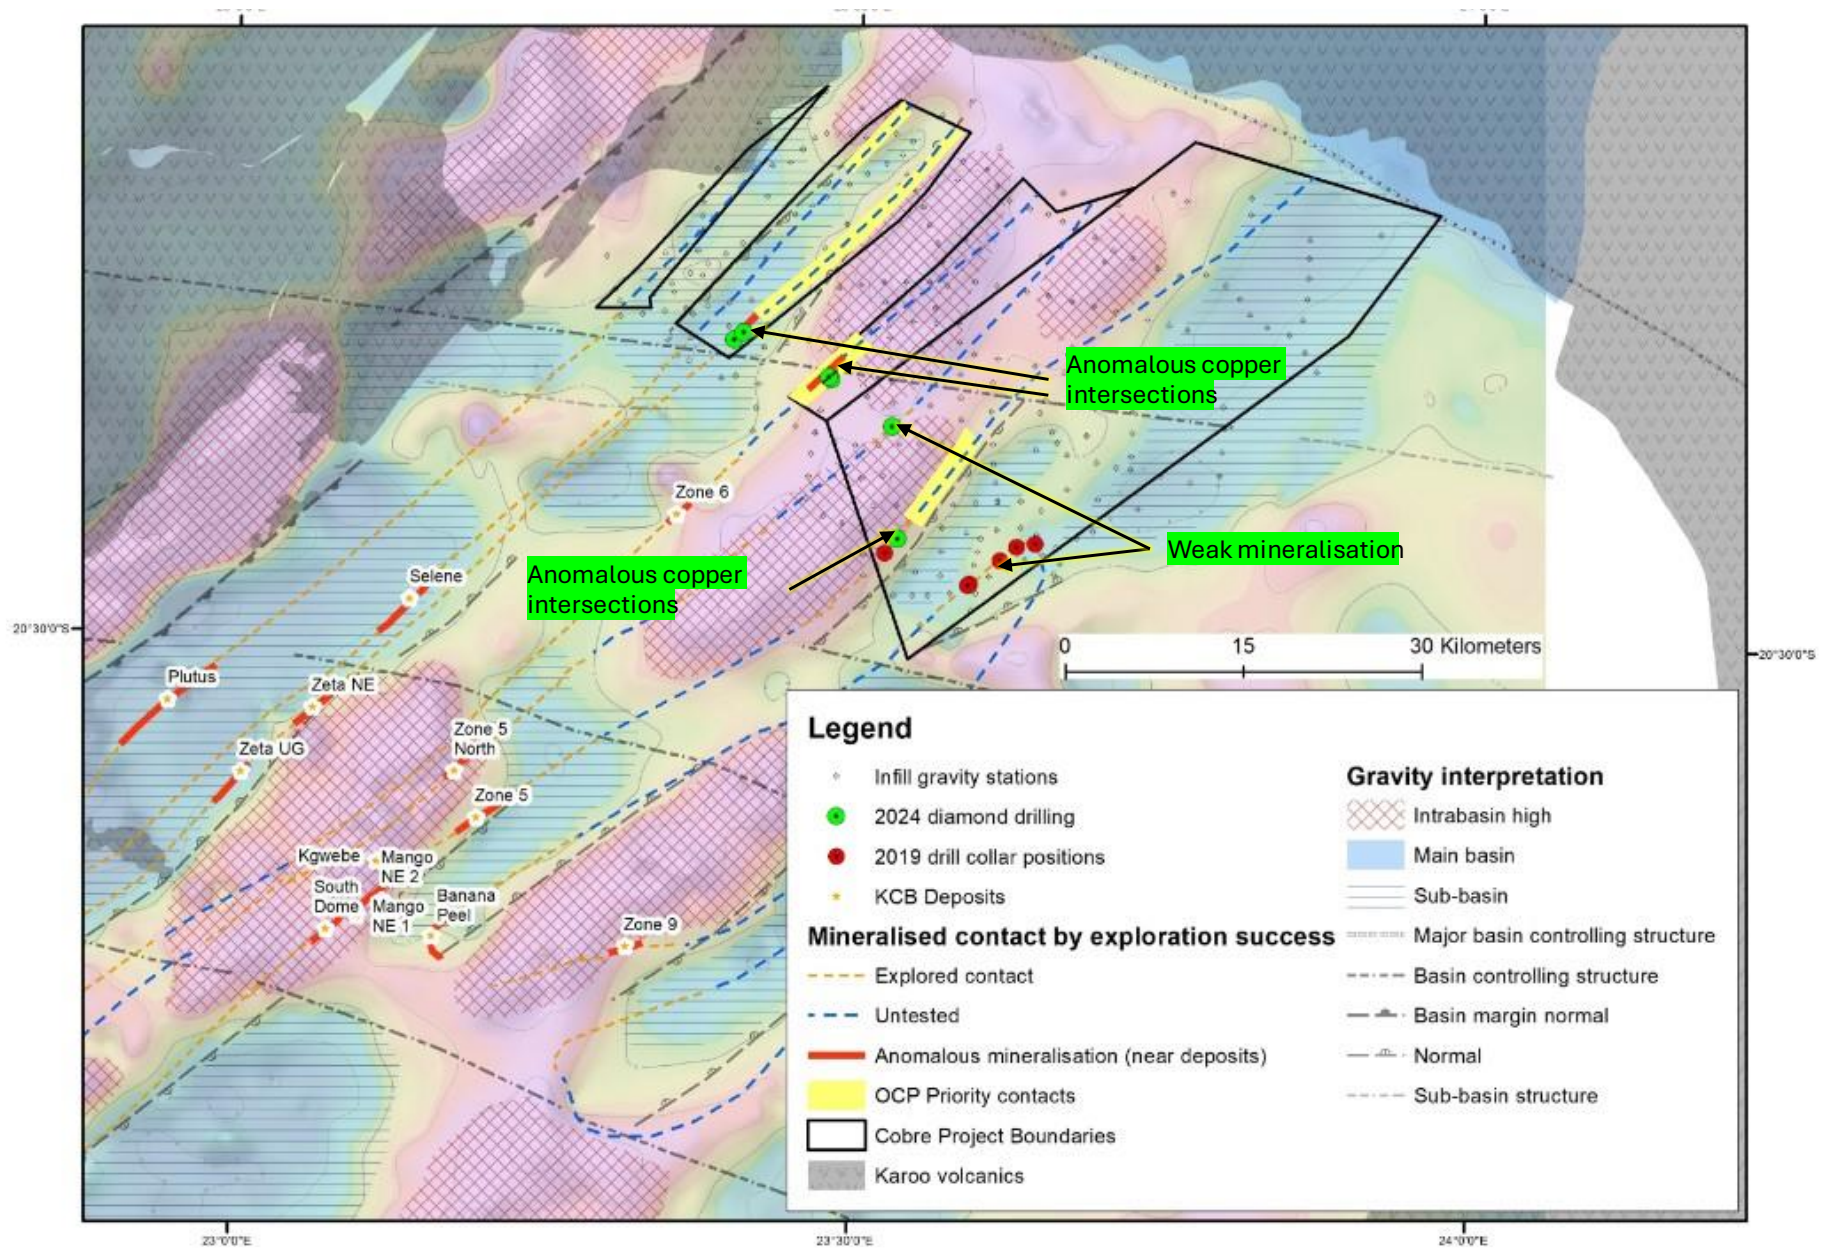 Anomalous copper
intersections
Zone 6
Weak mineralisation
Anomalous copper
intersections
Selene
20°30'0"S
0 15 30 Kilometers
20°30'0"S
Plutus
Zeta NE
Zone 5
North
Zeta UG
Zone 5
Kgwebe
Mango
NE 2
South
Dome
Mango
NE 1
Banana
Peel
Zone 9
Legend
Infill gravity stations
2024 diamond drilling
2019 drill collar positions
KCB Deposits
Mineralised contact by exploration success
Explored contact
Untested
Anomalous mineralisation (near deposits)
OCP Priority contacts
Cobre Project Boundaries
Karoo volcanics
Gravity interpretation
Intrabasin high
Main basin
Sub-basin
Major basin controlling structure
Basin controlling structure
Basin margin normal
Normal
Sub-basin structure
23°0'0"E
23°30'0"E
24°0'0"E